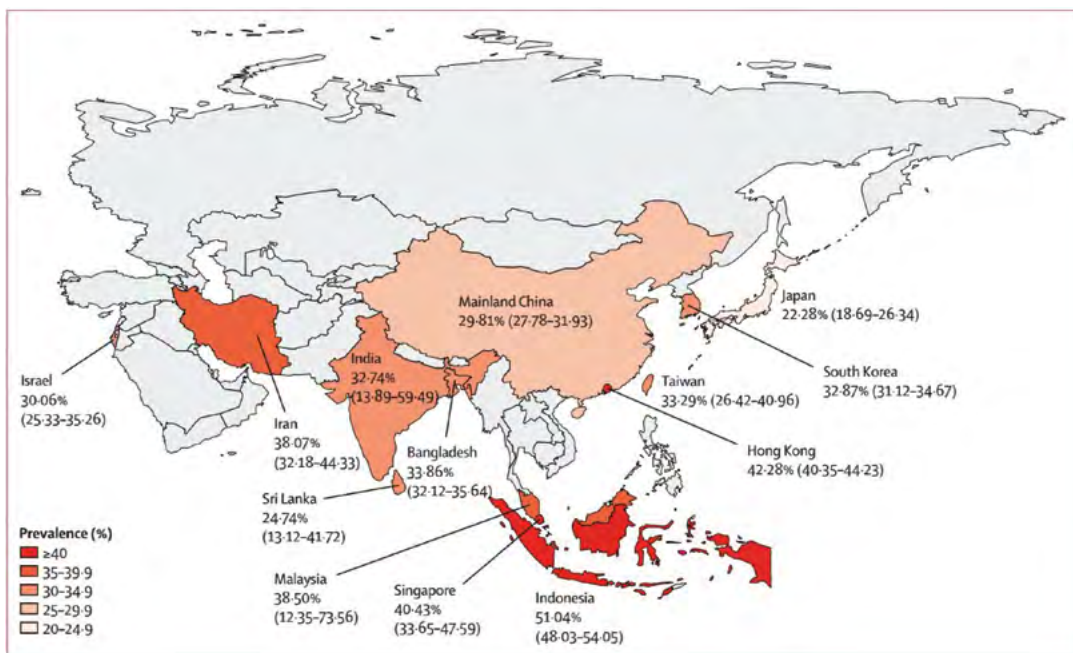 Mainland China
29·81% (27·78–31·93)
Japan
22·28% (18·69–26·34)
South Korea
32·87% (31·12–34·67)
Taiwan
33·29% (26·42–40·96)
Hong Kong
42·28% (40·35–44·23)
Israel
30·06%
(25·33–35·26)
Iran
38·07%
(32·18–44·33)
India
32·74%
(13·89–59·49)
Bangladesh
33·86%
(32·12–35·64)
Sri Lanka
24·74%
(13·12–41·72)
Malaysia
38·50%
(12·35–73·56)
Singapore
40·43%
(33·65–47·59)
Indonesia
51·04%
(48·03–54·05)
Prevalence (%)
≥40
35–39·9
30–34·9
25–29·9
20–24·9